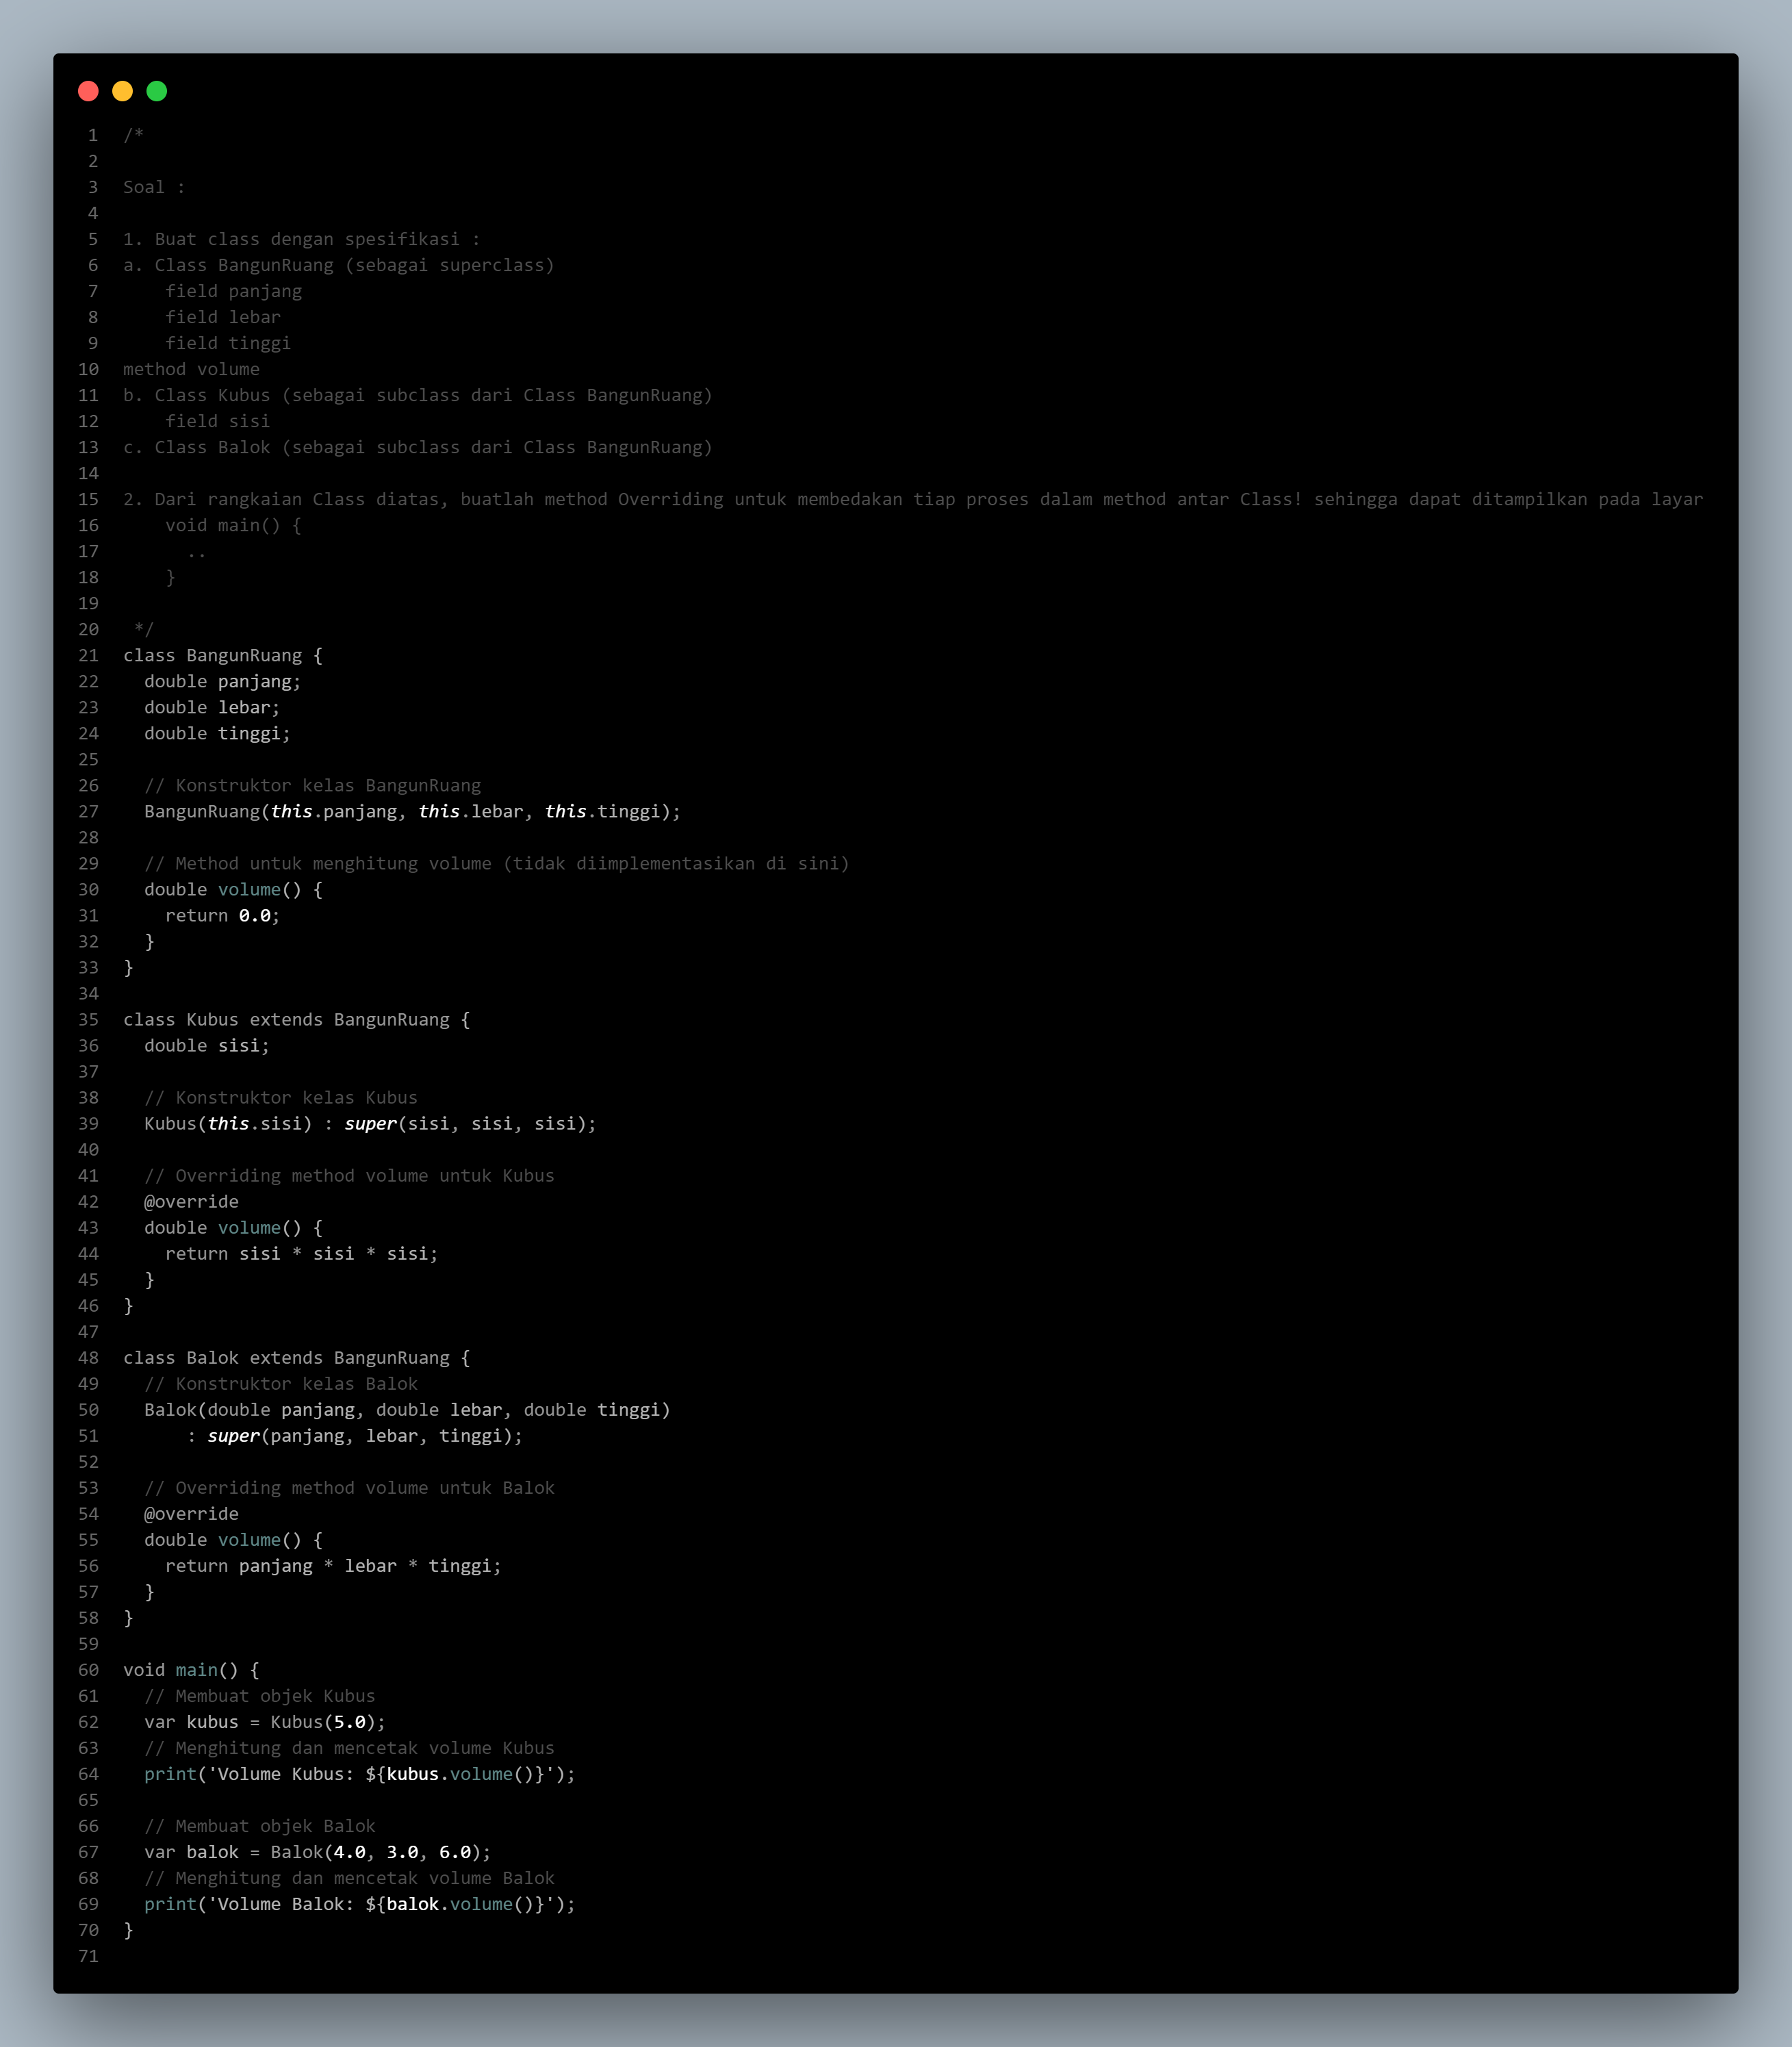 1 /*
2
3 Soal :
4
5 1. Buat class dengan spesifikasi :
6 a. Class BangunRuang (sebagai superclass)
7     field panjang
8     field lebar
9     field tinggi
10 method volume
11 b. Class Kubus (sebagai subclass dari Class BangunRuang)
12     field sisi
13 c. Class Balok (sebagai subclass dari Class BangunRuang)
14
15 2. Dari rangkaian Class diatas, buatlah method Overriding untuk membedakan tiap proses dalam method antar Class! sehingga dapat ditampilkan pada layar
16     void main() {
17       ..
18     }
19
20  */
21 class BangunRuang {
22   double panjang;
23   double lebar;
24   double tinggi;
25
26   // Konstruktor kelas BangunRuang
27   BangunRuang(this.panjang, this.lebar, this.tinggi);
28
29   // Method untuk menghitung volume (tidak diimplementasikan di sini)
30   double volume() {
31     return 0.0;
32   }
33 }
34
35 class Kubus extends BangunRuang {
36   double sisi;
37
38   // Konstruktor kelas Kubus
39   Kubus(this.sisi) : super(sisi, sisi, sisi);
40
41   // Overriding method volume untuk Kubus
42   @override
43   double volume() {
44     return sisi * sisi * sisi;
45   }
46 }
47
48 class Balok extends BangunRuang {
49   // Konstruktor kelas Balok
50   Balok(double panjang, double lebar, double tinggi)
51       : super(panjang, lebar, tinggi);
52
53   // Overriding method volume untuk Balok
54   @override
55   double volume() {
56     return panjang * lebar * tinggi;
57   }
58 }
59
60 void main() {
61   // Membuat objek Kubus
62   var kubus = Kubus(5.0);
63   // Menghitung dan mencetak volume Kubus
64   print('Volume Kubus: ${kubus.volume()}');
65
66   // Membuat objek Balok
67   var balok = Balok(4.0, 3.0, 6.0);
68   // Menghitung dan mencetak volume Balok
69   print('Volume Balok: ${balok.volume()}');
70 }
71